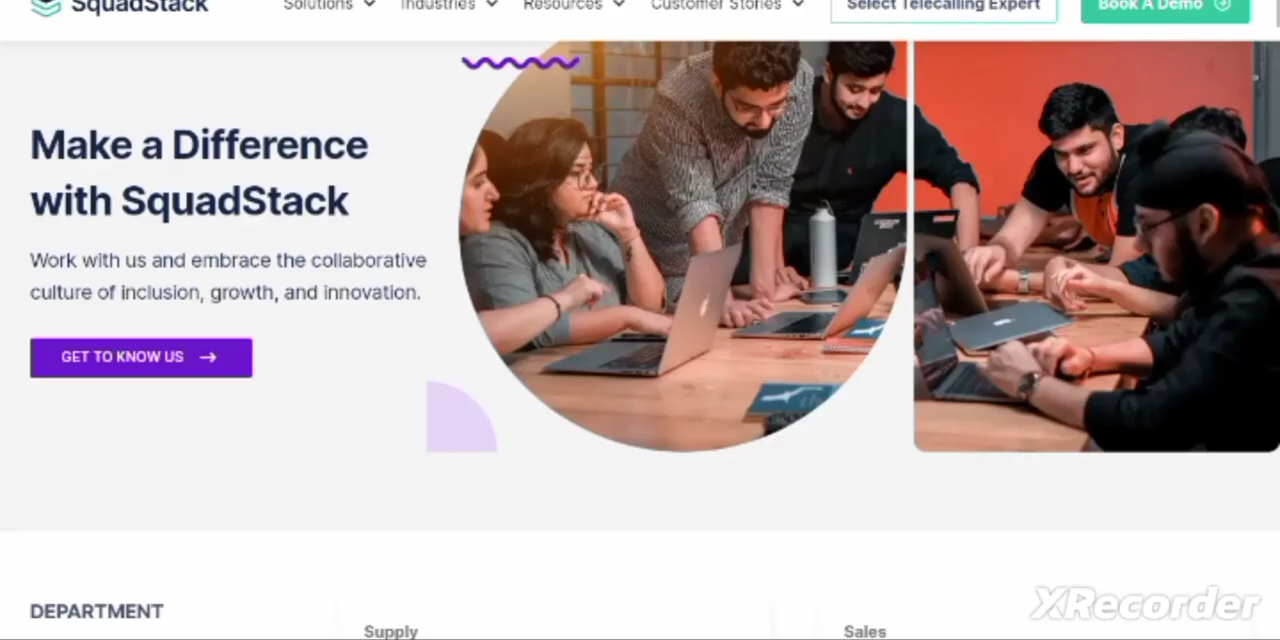 SquadStack
Solutions
Industries
Resources
Customer Stories
Select Telecalling Expert
Book A Demo
Make a Difference
with SquadStack
Work with us and embrace the collaborative
culture of inclusion, growth, and innovation.
GET TO KNOW US
DEPARTMENT
Supply
Sales
XRecorder